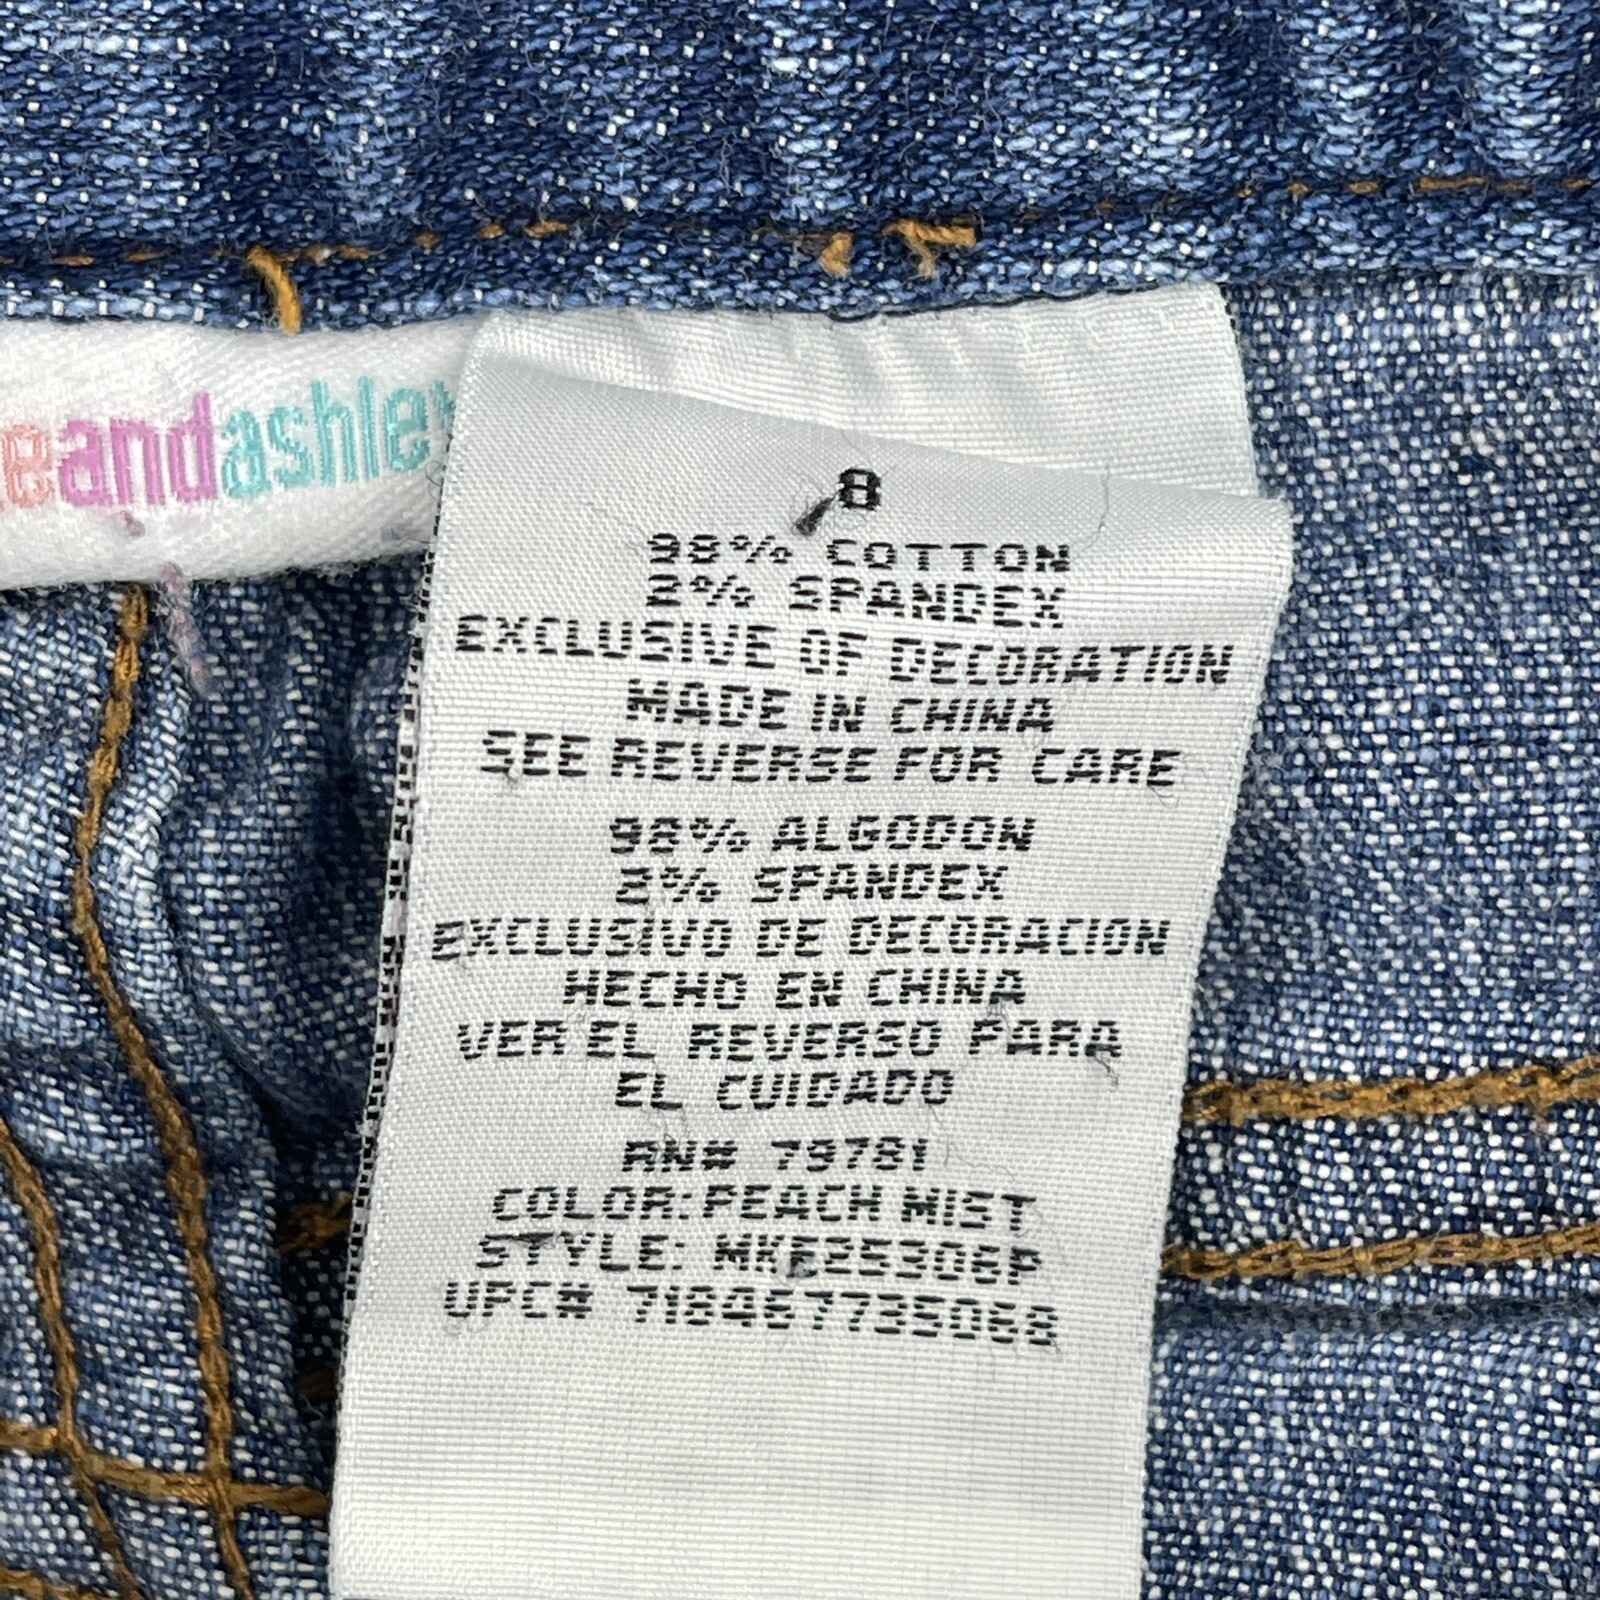 eandashley
8
98% COTTON
2% SPANDEX
EXCLUSIVE OF DECORATION
MADE IN CHINA
SEE REVERSE FOR CARE
98% ALGODON
2% SPANDEX
EXCLUSIVO DE DECORACION
HECHO EN CHINA
VER EL REVERSO PARA
EL CUIDADO
RN# 79781
COLOR: PEACH MIST
STYLE: MKF25306P
UPC# 718467735068